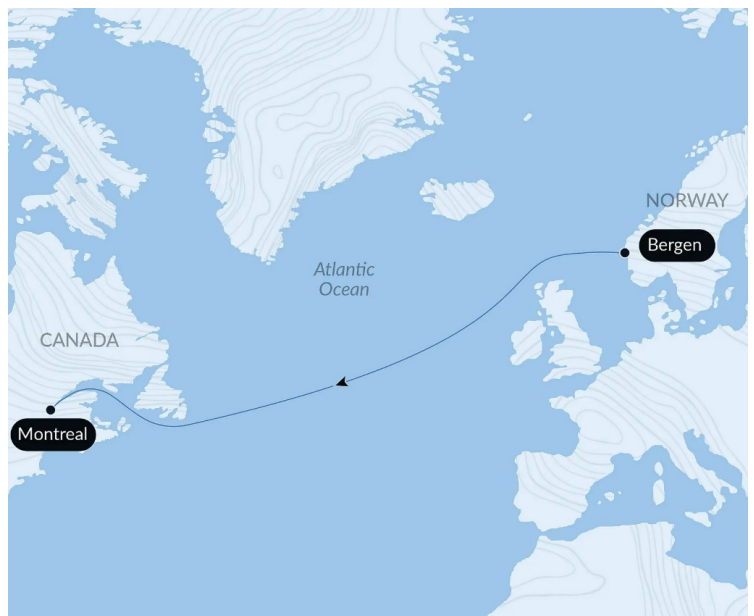 NORWAY
Bergen
Atlantic
Ocean
CANADA
Montreal